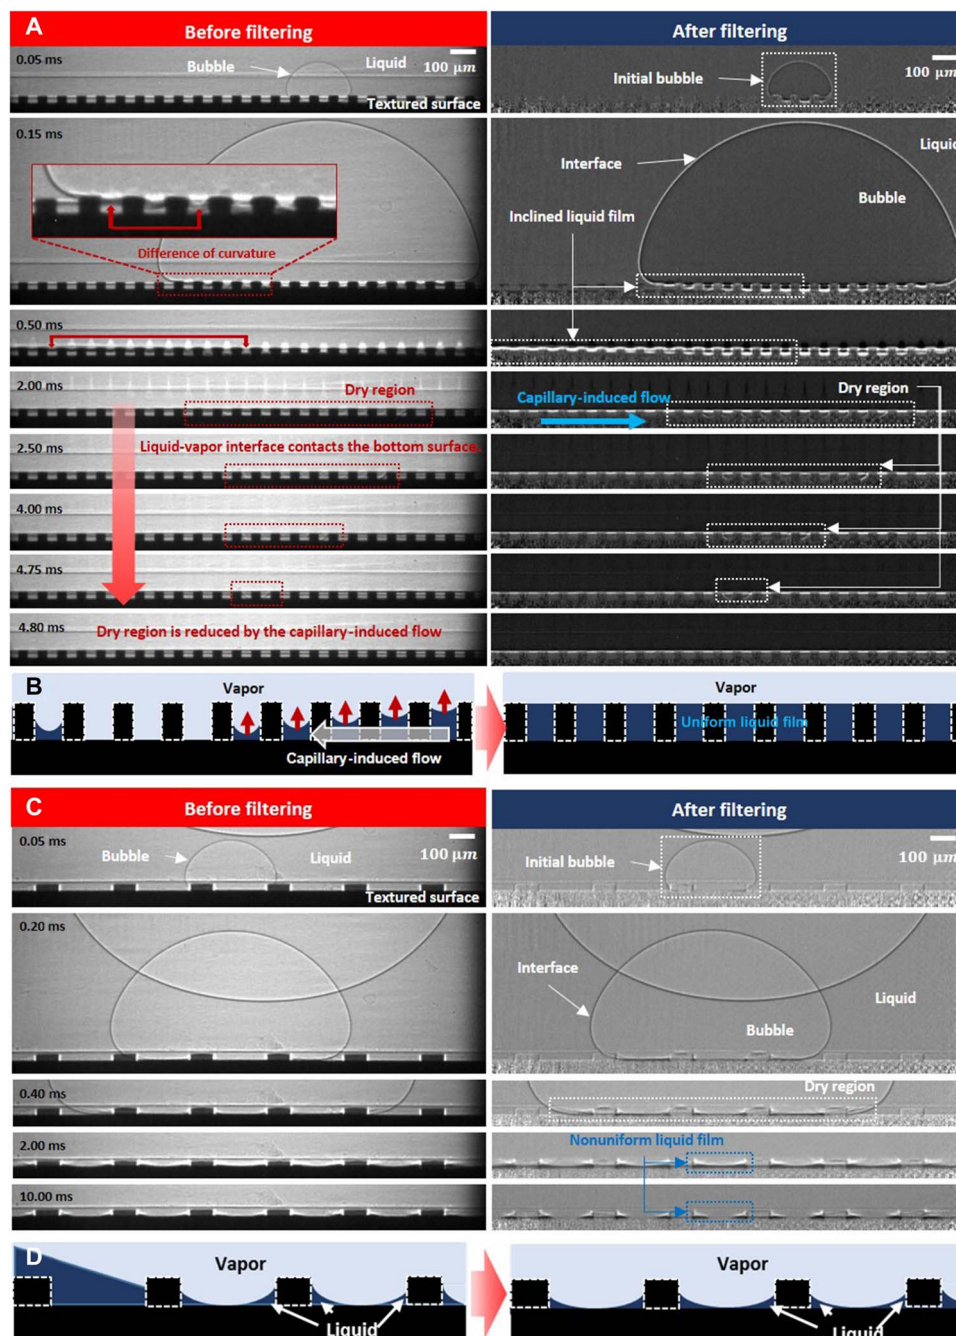 A
Before filtering
After filtering
0.05 ms
Bubble
Liquid
100 μm
Textured surface
Initial bubble
100 μm
0.15 ms
Difference of curvature
Liquid
Interface
Bubble
Inclined liquid film
0.50 ms
2.00 ms
Dry region
Capillary-induced flow
Dry region
2.50 ms
Liquid-vapor interface contacts the bottom surface.
4.00 ms
4.75 ms
4.80 ms
Dry region is reduced by the capillary-induced flow
B
Vapor
Capillary-induced flow
Vapor
Uniform liquid film
C
Before filtering
After filtering
0.05 ms
Bubble
Liquid
100 μm
Textured surface
Initial bubble
100 μm
0.20 ms
Interface
Liquid
Bubble
0.40 ms
Dry region
2.00 ms
Nonuniform liquid film
10.00 ms
D
Vapor
Liquid
Vapor
Liquid